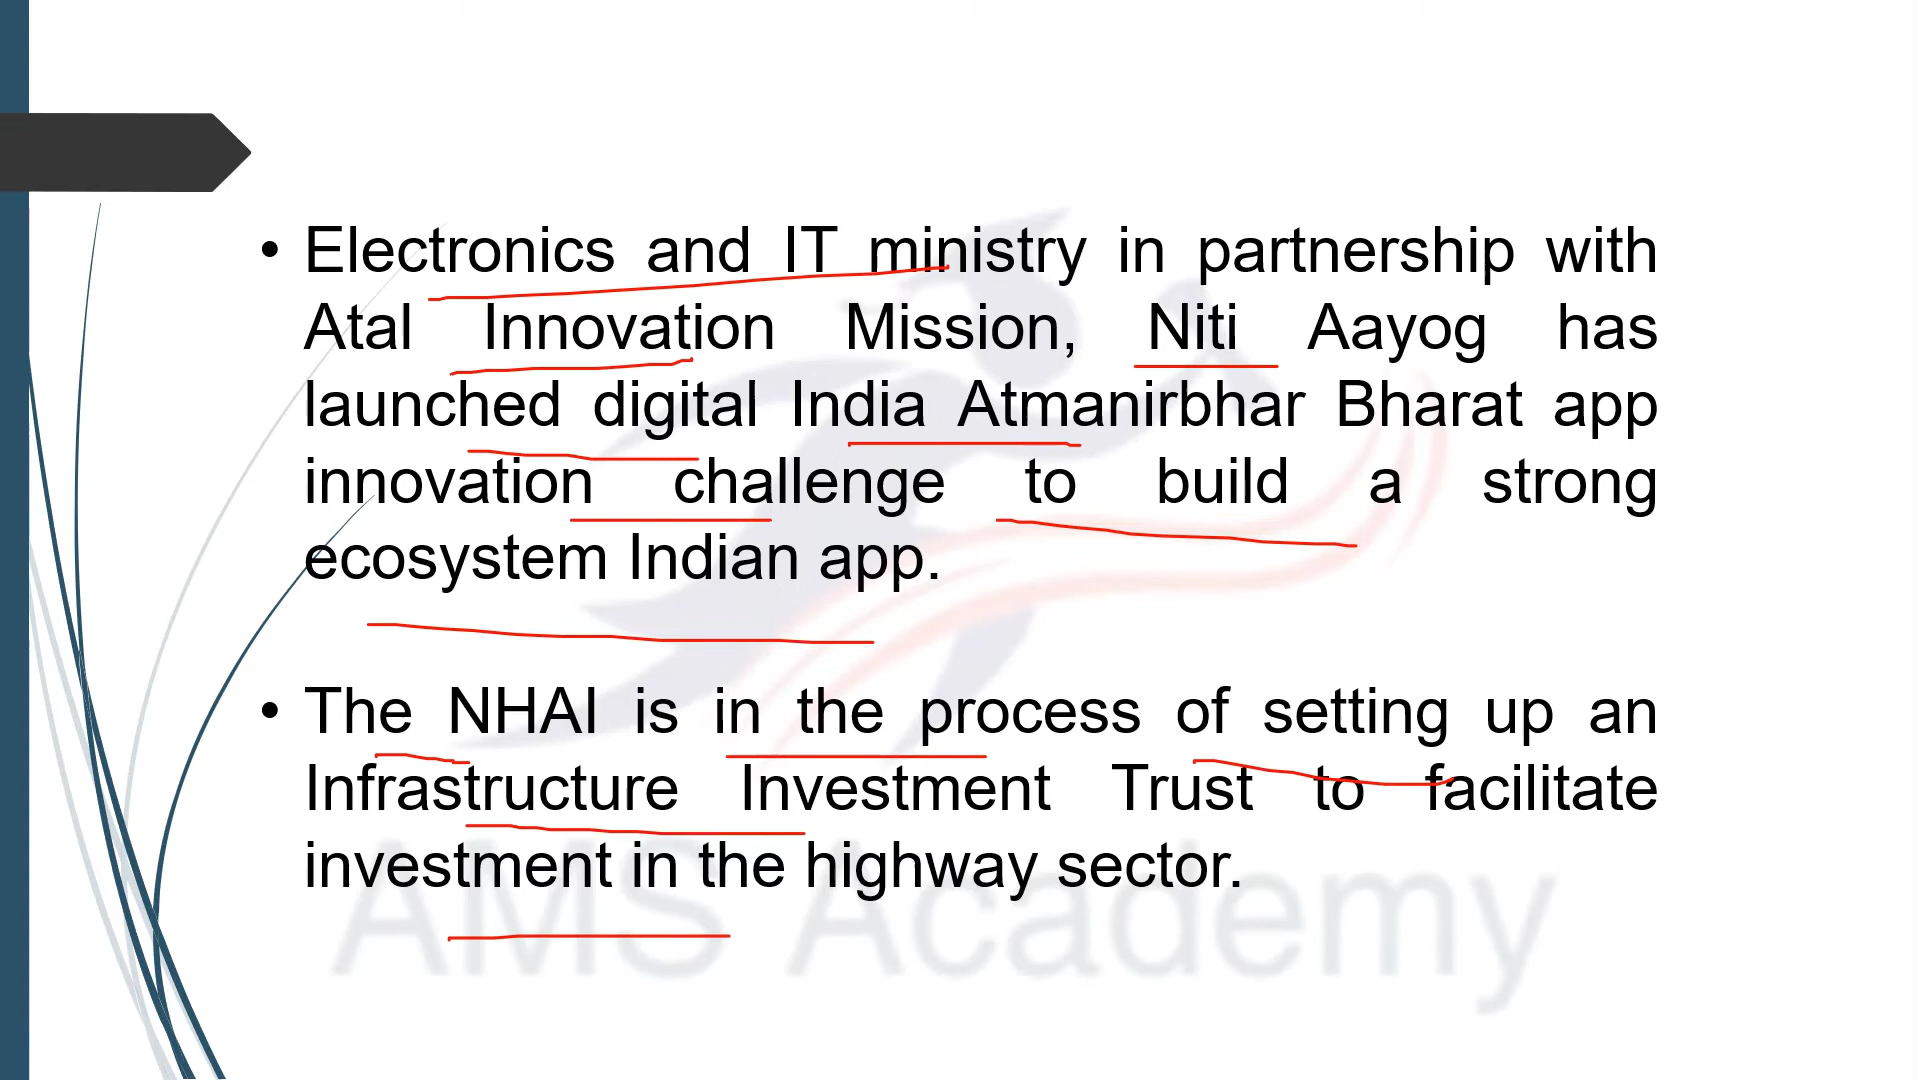 • Electronics and IT ministry in partnership with
Atal Innovation Mission, Niti Aayog has
launched digital India Atmanirbhar Bharat app
innovation challenge to build a strong
ecosystem Indian app.
• The NHAI is in the process of setting up an
Infrastructure Investment Trust to facilitate
investment in the highway sector.
AMS Academy